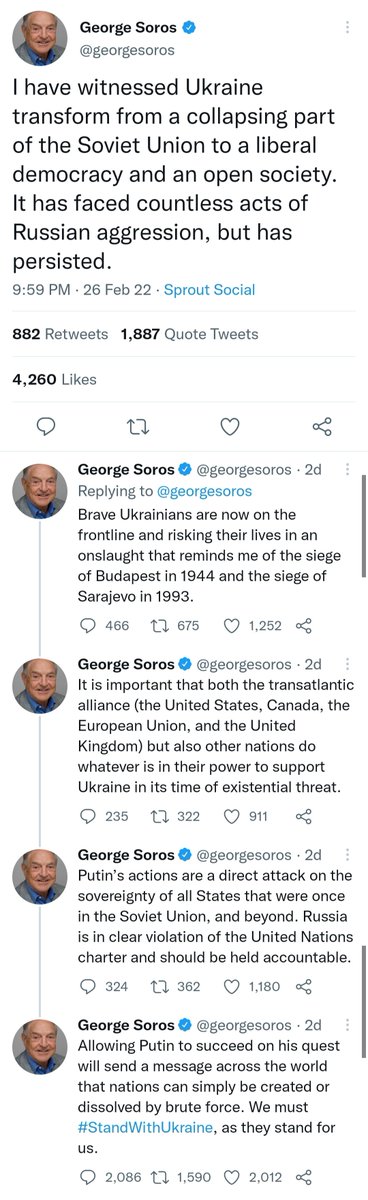 George Soros
@georgesoros
I have witnessed Ukraine
transform from a collapsing part
of the Soviet Union to a liberal
democracy and an open society.
It has faced countless acts of
Russian aggression, but has
persisted.
9:59 PM · 26 Feb 22 · Sprout Social
882 Retweets 1,887 Quote Tweets
4,260 Likes
George Soros @georgesoros · 2d
Replying to @georgesoros
Brave Ukrainians are now on the
frontline and risking their lives in an
onslaught that reminds me of the siege
of Budapest in 1944 and the siege of
Sarajevo in 1993.
466 675 1,252
George Soros @georgesoros · 2d
It is important that both the transatlantic
alliance (the United States, Canada, the
European Union, and the United
Kingdom) but also other nations do
whatever is in their power to support
Ukraine in its time of existential threat.
235 322 911
George Soros @georgesoros · 2d
Putin’s actions are a direct attack on the
sovereignty of all States that were once
in the Soviet Union, and beyond. Russia
is in clear violation of the United Nations
charter and should be held accountable.
324 362 1,180
George Soros @georgesoros · 2d
Allowing Putin to succeed on his quest
will send a message across the world
that nations can simply be created or
dissolved by brute force. We must
#StandWithUkraine, as they stand for
us.
2,086 1,590 2,012